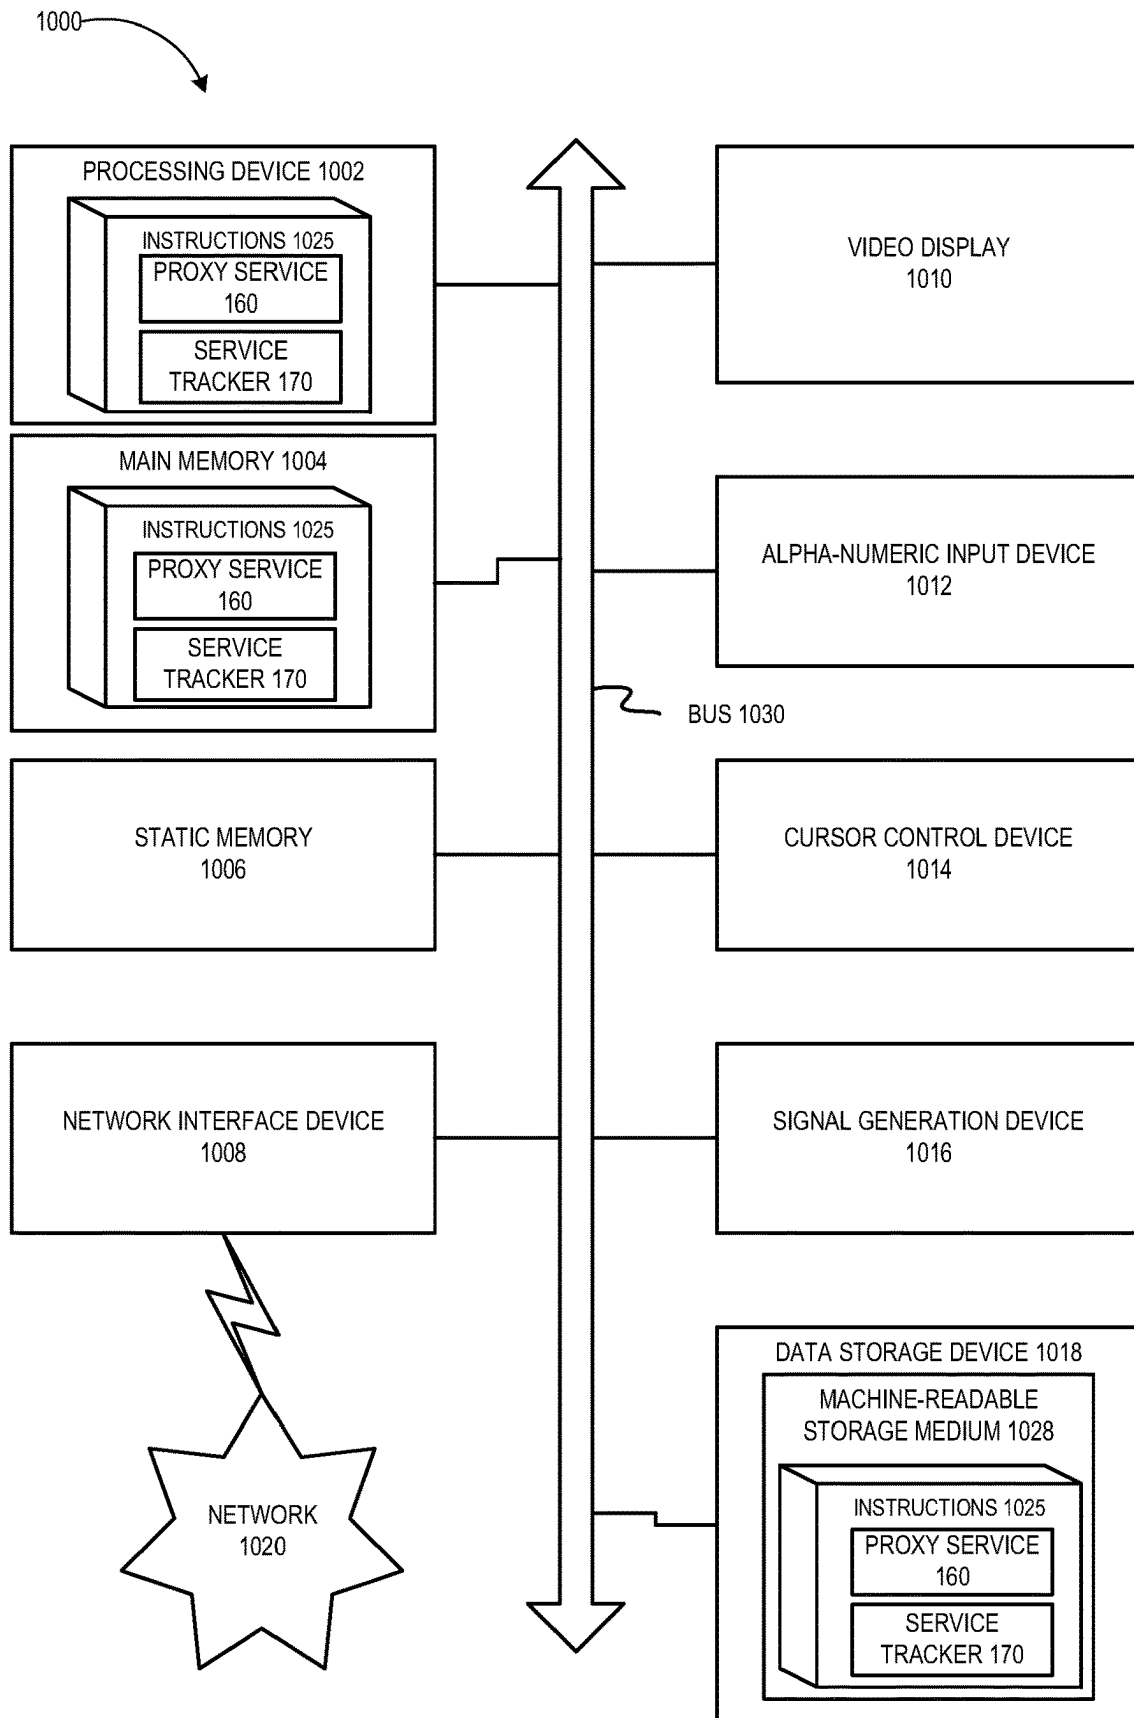 1000
PROCESSING DEVICE 1002
INSTRUCTIONS 1025
PROXY SERVICE
160
SERVICE
TRACKER 170
MAIN MEMORY 1004
INSTRUCTIONS 1025
PROXY SERVICE
160
SERVICE
TRACKER 170
STATIC MEMORY
1006
NETWORK INTERFACE DEVICE
1008
NETWORK
1020
VIDEO DISPLAY
1010
ALPHA-NUMERIC INPUT DEVICE
1012
BUS 1030
CURSOR CONTROL DEVICE
1014
SIGNAL GENERATION DEVICE
1016
DATA STORAGE DEVICE 1018
MACHINE-READABLE
STORAGE MEDIUM 1028
INSTRUCTIONS 1025
PROXY SERVICE
160
SERVICE
TRACKER 170